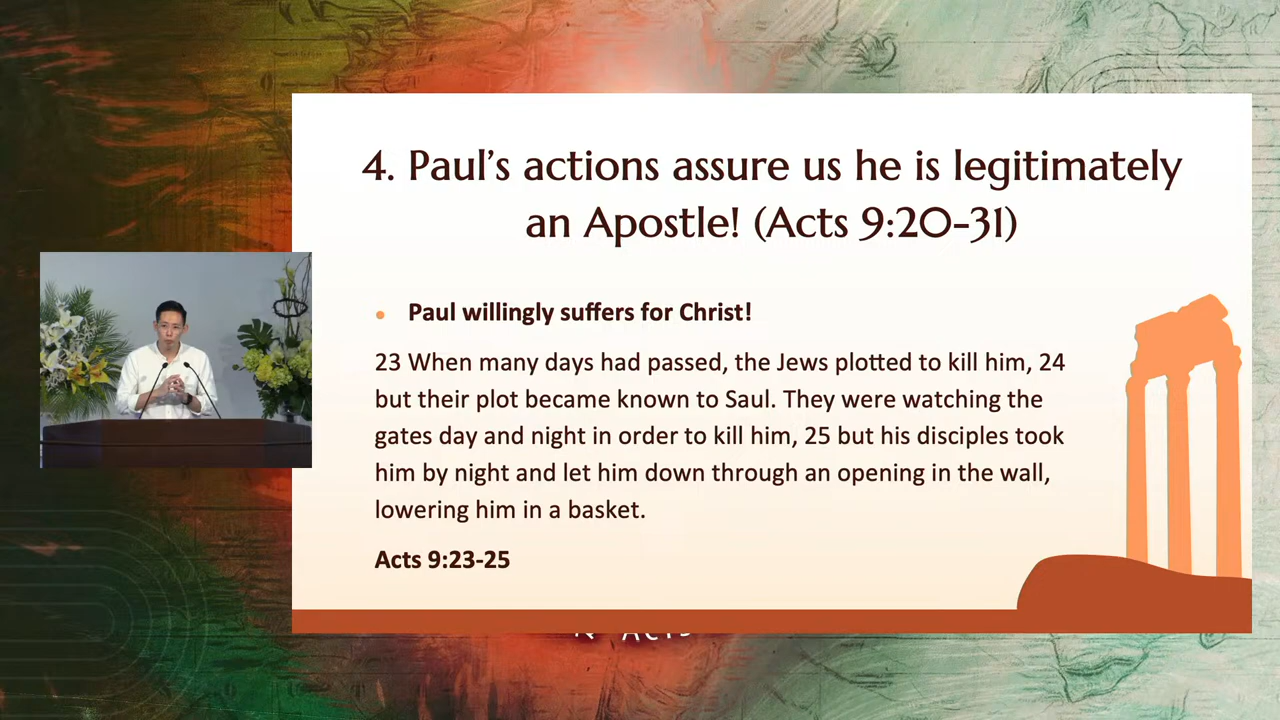 4. Paul's actions assure us he is legitimately
an Apostle! (Acts 9:20-31)
• Paul willingly suffers for Christ!
23 When many days had passed, the Jews plotted to kill him, 24
but their plot became known to Saul. They were watching the
gates day and night in order to kill him, 25 but his disciples took
him by night and let him down through an opening in the wall,
lowering him in a basket.
Acts 9:23-25
ACTS